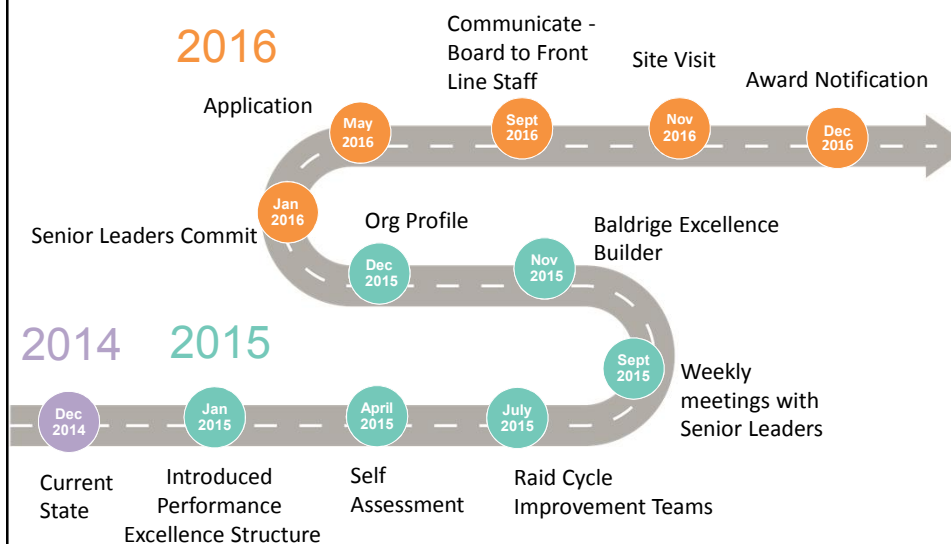 2016
Communicate -
Board to Front
Line Staff
Site Visit
Award Notification
Application
May
2016
Sept
2016
Nov
2016
Dec
2016
Jan
2016
Senior Leaders Commit
Org Profile
Baldrige Excellence
Builder
Dec
2015
Nov
2015
2014
2015
Sept
2015
Weekly
meetings with
Senior Leaders
Dec
2014
Jan
2015
April
2015
July
2015
Current
State
Introduced
Performance
Excellence Structure
Self
Assessment
Raid Cycle
Improvement Teams